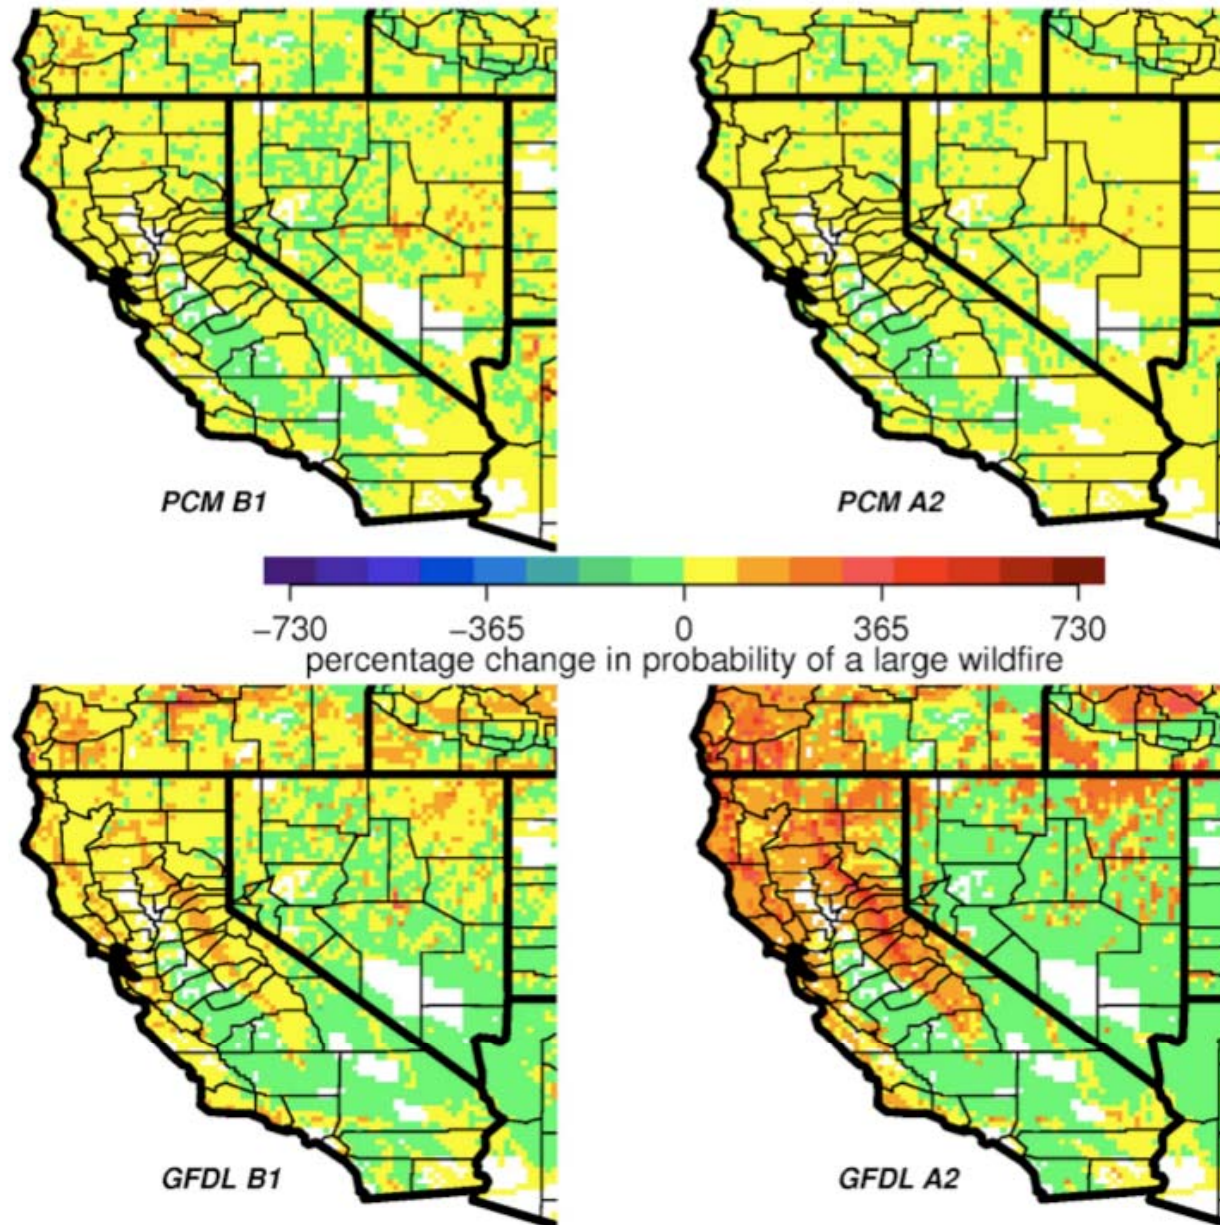 PCM B1
PCM A2
−730 −365 0 365 730
percentage change in probability of a large wildfire
GFDL B1
GFDL A2